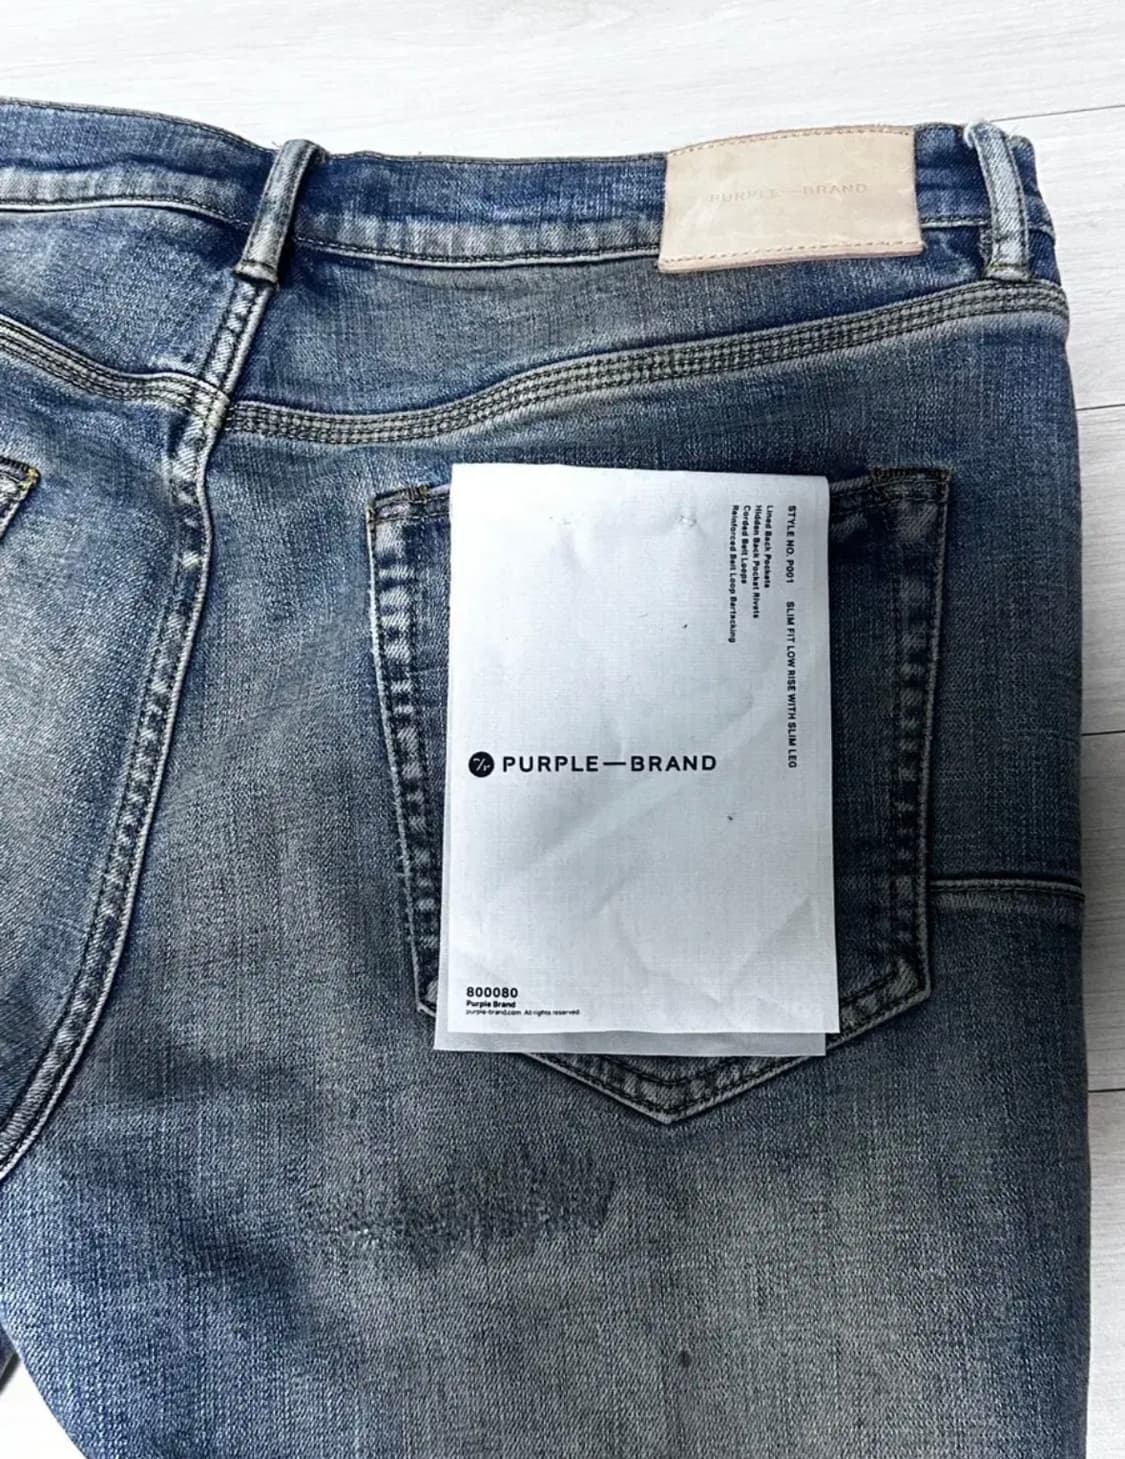 PURPLE—BRAND
STYLE NO. P001 SLIM FIT LOW RISE WITH SLIM LEG
Lined Back Pockets
Hidden Back Pocket Rivets
Corded Belt Loops
Reinforced Belt Loop Bartacking
PURPLE—BRAND
800080
Purple Brand
purple-brand.com All rights reserved